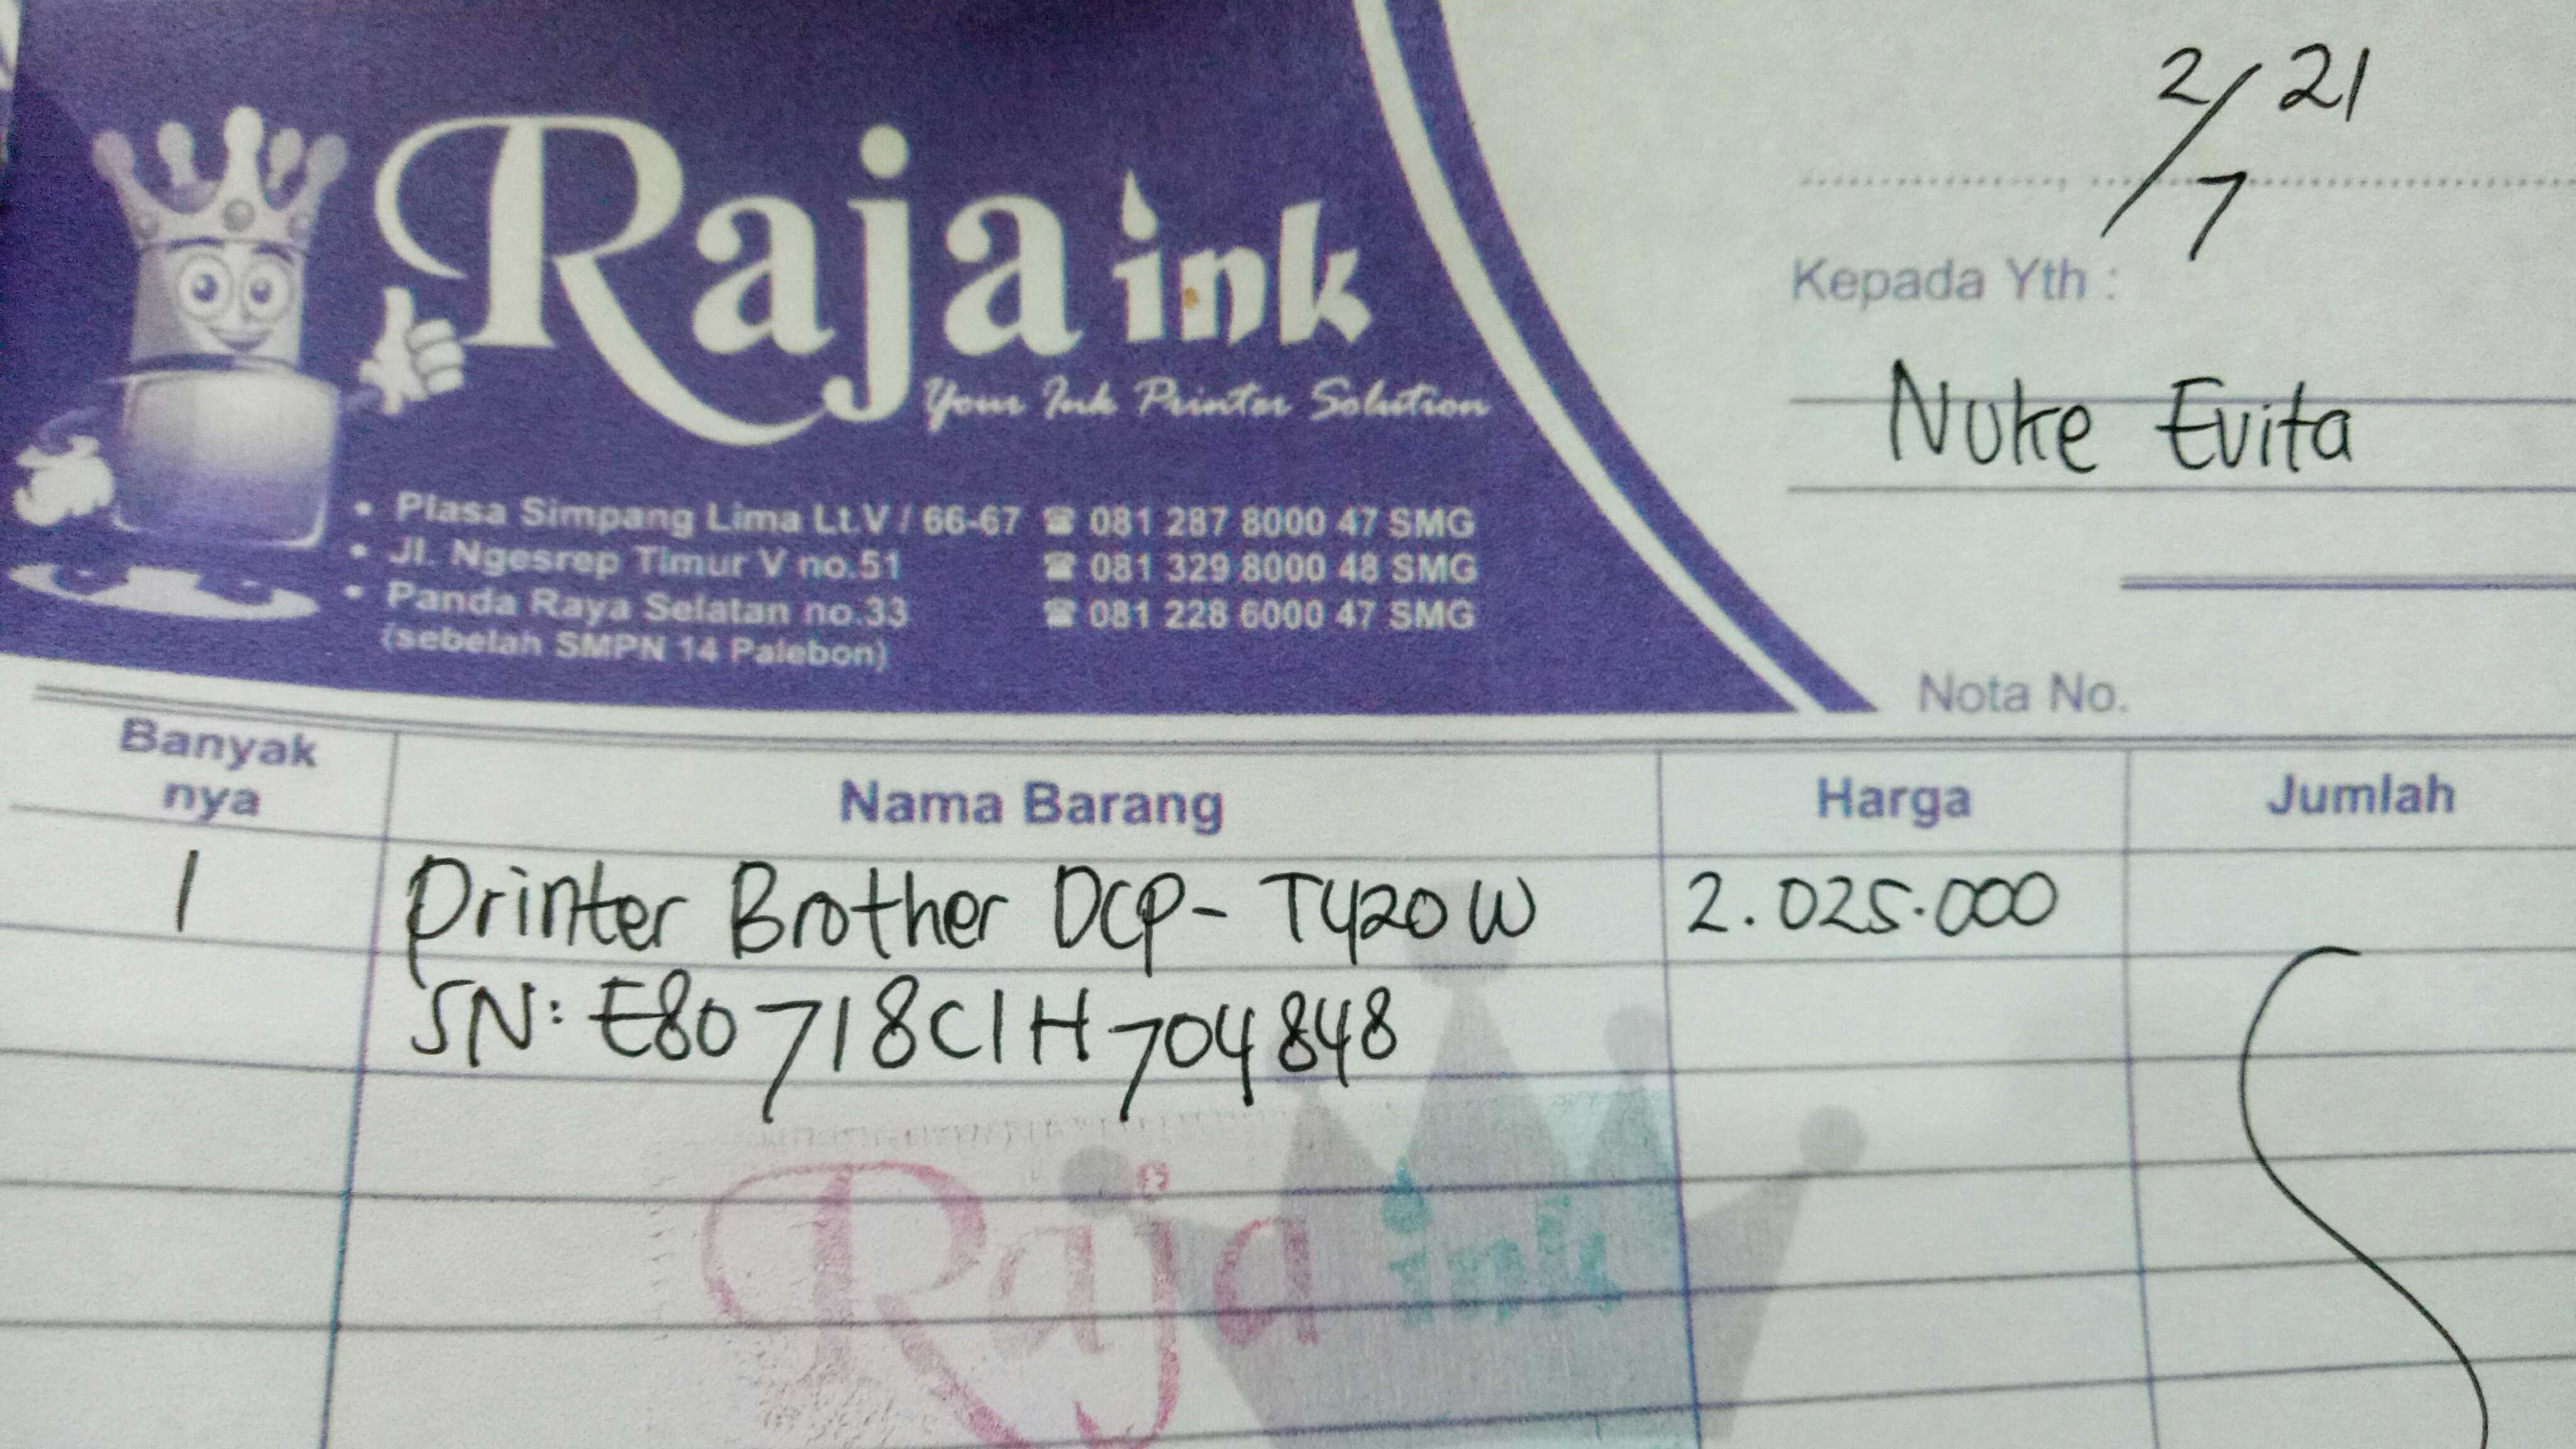 Raja ink
Your Ink Printer Solution
• Plasa Simpang Lima Lt.V / 66-67 ☎ 081 287 8000 47 SMG
• Jl. Ngesrep Timur V no.51 ☎ 081 329 8000 48 SMG
• Panda Raya Selatan no.33 ☎ 081 228 6000 47 SMG
(sebelah SMPN 14 Palebon)
2/7 21
Kepada Yth :
Nuke Evita
Nota No.
Banyak
nya
Nama Barang
Harga
Jumlah
1 Printer Brother DCP-T420W 2.025.000
SN: E80718C1H704848
Raja ink